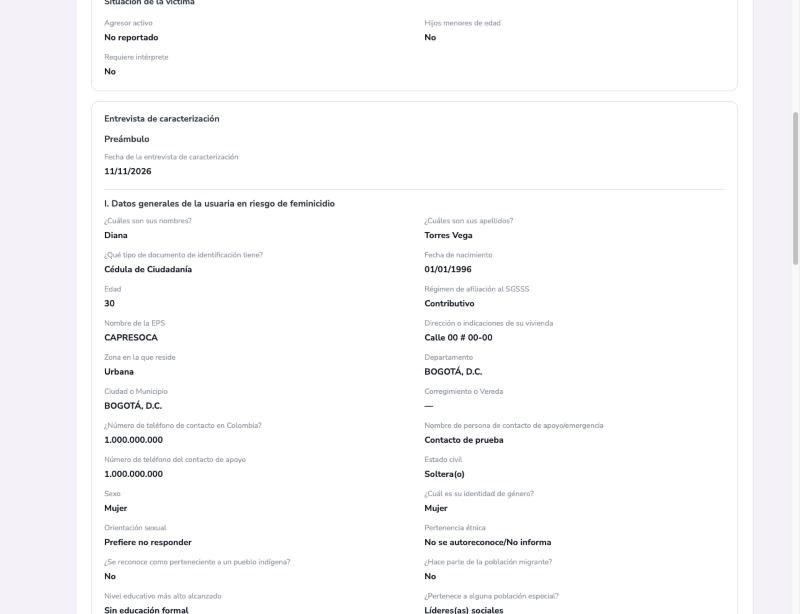 Situación de la víctima
Agresor activo
Hijos menores de edad
No reportado
No
Requiere intérprete
No
Entrevista de caracterización
Preámbulo
Fecha de la entrevista de caracterización
11/11/2026
I. Datos generales de la usuaria en riesgo de feminicidio
¿Cuáles son sus nombres?
¿Cuáles son sus apellidos?
Diana
Torres Vega
¿Qué tipo de documento de identificación tiene?
Fecha de nacimiento
Cédula de Ciudadanía
01/01/1996
Edad
Régimen de afiliación al SGSSS
30
Contributivo
Nombre de la EPS
Dirección o indicaciones de su vivienda
CAPRESOCA
Calle 00 # 00-00
Zona en la que reside
Departamento
Urbana
BOGOTÁ, D.C.
Ciudad o Municipio
Corregimiento o Vereda
BOGOTÁ, D.C.
—
¿Número de teléfono de contacto en Colombia?
Nombre de persona de contacto de apoyo/emergencia
1.000.000.000
Contacto de prueba
Número de teléfono del contacto de apoyo
Estado civil
1.000.000.000
Soltera(o)
Sexo
¿Cuál es su identidad de género?
Mujer
Mujer
Orientación sexual
Pertenencia étnica
Prefiere no responder
No se autoreconoce/No informa
¿Se reconoce como perteneciente a un pueblo indígena?
¿Hace parte de la población migrante?
No
No
Nivel educativo más alto alcanzado
¿Pertenece a alguna población especial?
Sin educación formal
Líderes(as) sociales